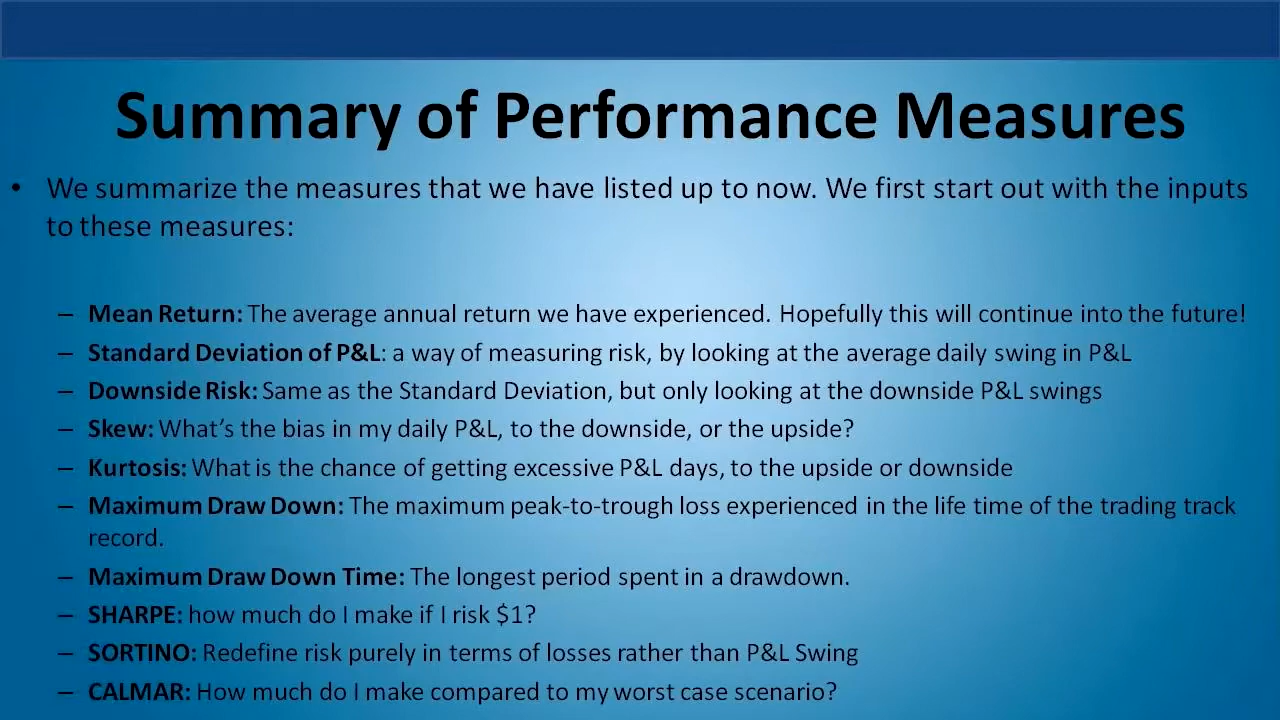 Summary of Performance Measures
• We summarize the measures that we have listed up to now. We first start out with the inputs
to these measures:
– Mean Return: The average annual return we have experienced. Hopefully this will continue into the future!
– Standard Deviation of P&L: a way of measuring risk, by looking at the average daily swing in P&L
– Downside Risk: Same as the Standard Deviation, but only looking at the downside P&L swings
– Skew: What’s the bias in my daily P&L, to the downside, or the upside?
– Kurtosis: What is the chance of getting excessive P&L days, to the upside or downside
– Maximum Draw Down: The maximum peak-to-trough loss experienced in the life time of the trading track
record.
– Maximum Draw Down Time: The longest period spent in a drawdown.
– SHARPE: how much do I make if I risk $1?
– SORTINO: Redefine risk purely in terms of losses rather than P&L Swing
– CALMAR: How much do I make compared to my worst case scenario?